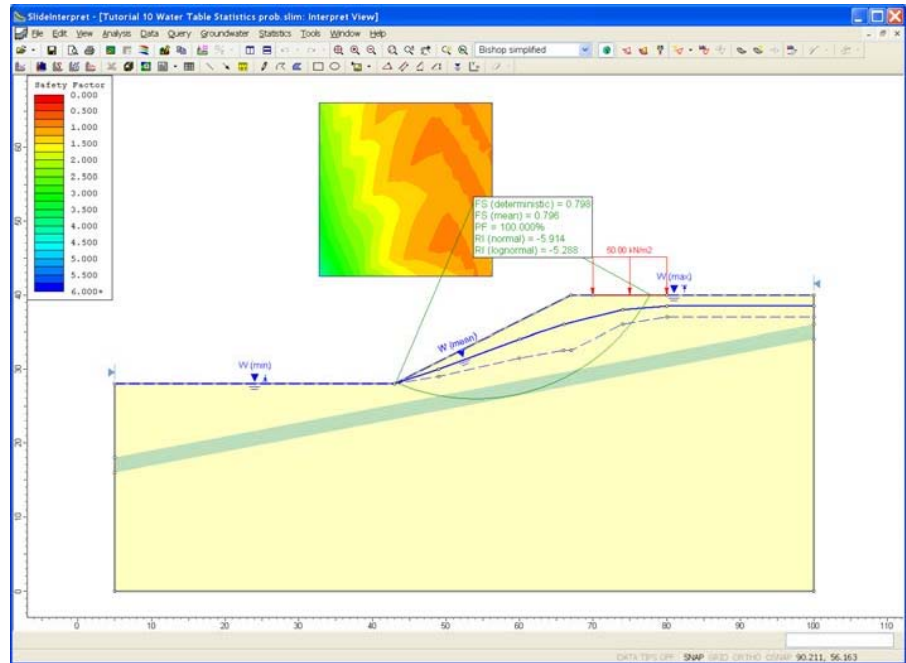 SlideInterpret - [Tutorial 10 Water Table Statistics prob.slim: Interpret View]
File Edit View Analysis Data Query Groundwater Statistics Tools Window Help
Bishop simplified
Safety Factor
0.000
0.500
1.000
1.500
2.000
2.500
3.000
3.500
4.000
4.500
5.000
5.500
6.000+
FS (deterministic) = 0.798
FS (mean) = 0.796
PF = 100.000%
RI (normal) = -5.914
RI (lognormal) = -5.288
50.00 kN/m2
W (max)
W (mean)
W (min)
60
50
40
30
20
10
0
0 10 20 30 40 50 60 70 80 90 100 110
DATA TIPS OFF SNAP GRID ORTHO OSNAP 90.211, 56.163